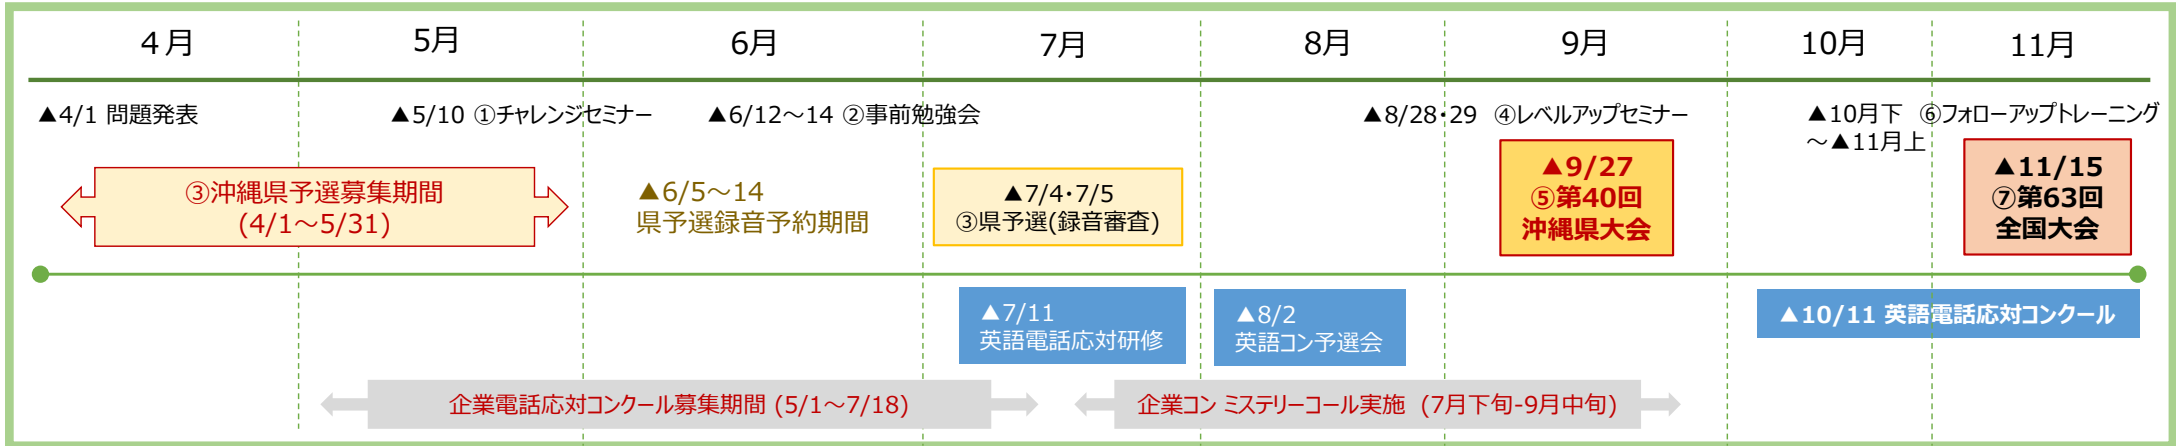 4月 5月 6月 7月 8月 9月 10月 11月
▲4/1 問題発表
▲5/10 ①チャレンジセミナー
▲6/12～14 ②事前勉強会
▲8/28・29 ④レベルアップセミナー
▲10月下 ⑥フォローアップトレーニング
～▲11月上
③沖縄県予選募集期間
(4/1～5/31)
▲6/5～14
県予選録音予約期間
▲7/4・7/5
③県予選(録音審査)
▲9/27
⑤第40回
沖縄県大会
▲11/15
⑦第63回
全国大会
▲7/11
英語電話応対研修
▲8/2
英語コン予選会
▲10/11 英語電話応対コンクール
企業電話応対コンクール募集期間 (5/1～7/18)
企業コン ミステリーコール実施 (7月下旬-9月中旬)